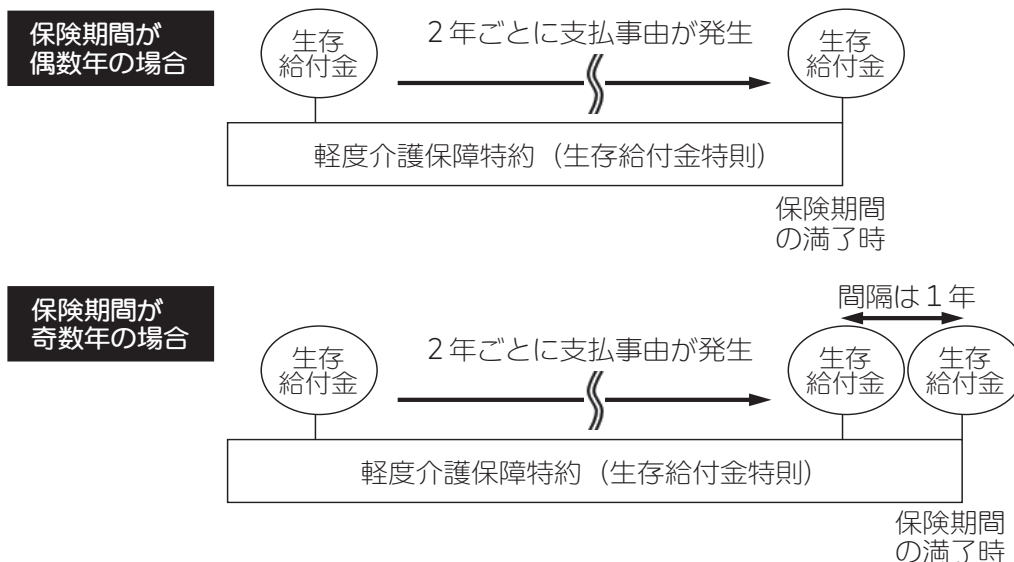 保険期間が
偶数年の場合
生存
給付金
2年ごとに支払事由が発生
生存
給付金
軽度介護保障特約（生存給付金特則）
保険期間
の満了時
保険期間が
奇数年の場合
間隔は1年
生存
給付金
2年ごとに支払事由が発生
生存
給付金
生存
給付金
軽度介護保障特約（生存給付金特則）
保険期間
の満了時